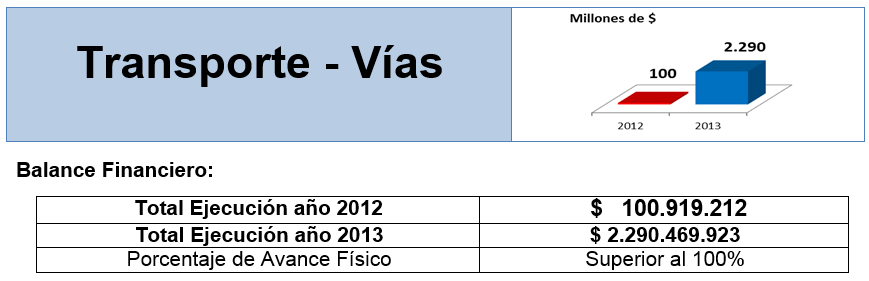 Transporte - Vías
Millones de $
2.290
100
2012
2013
Balance Financiero:
Total Ejecución año 2012 $ 100.919.212
Total Ejecución año 2013 $ 2.290.469.923
Porcentaje de Avance Físico Superior al 100%